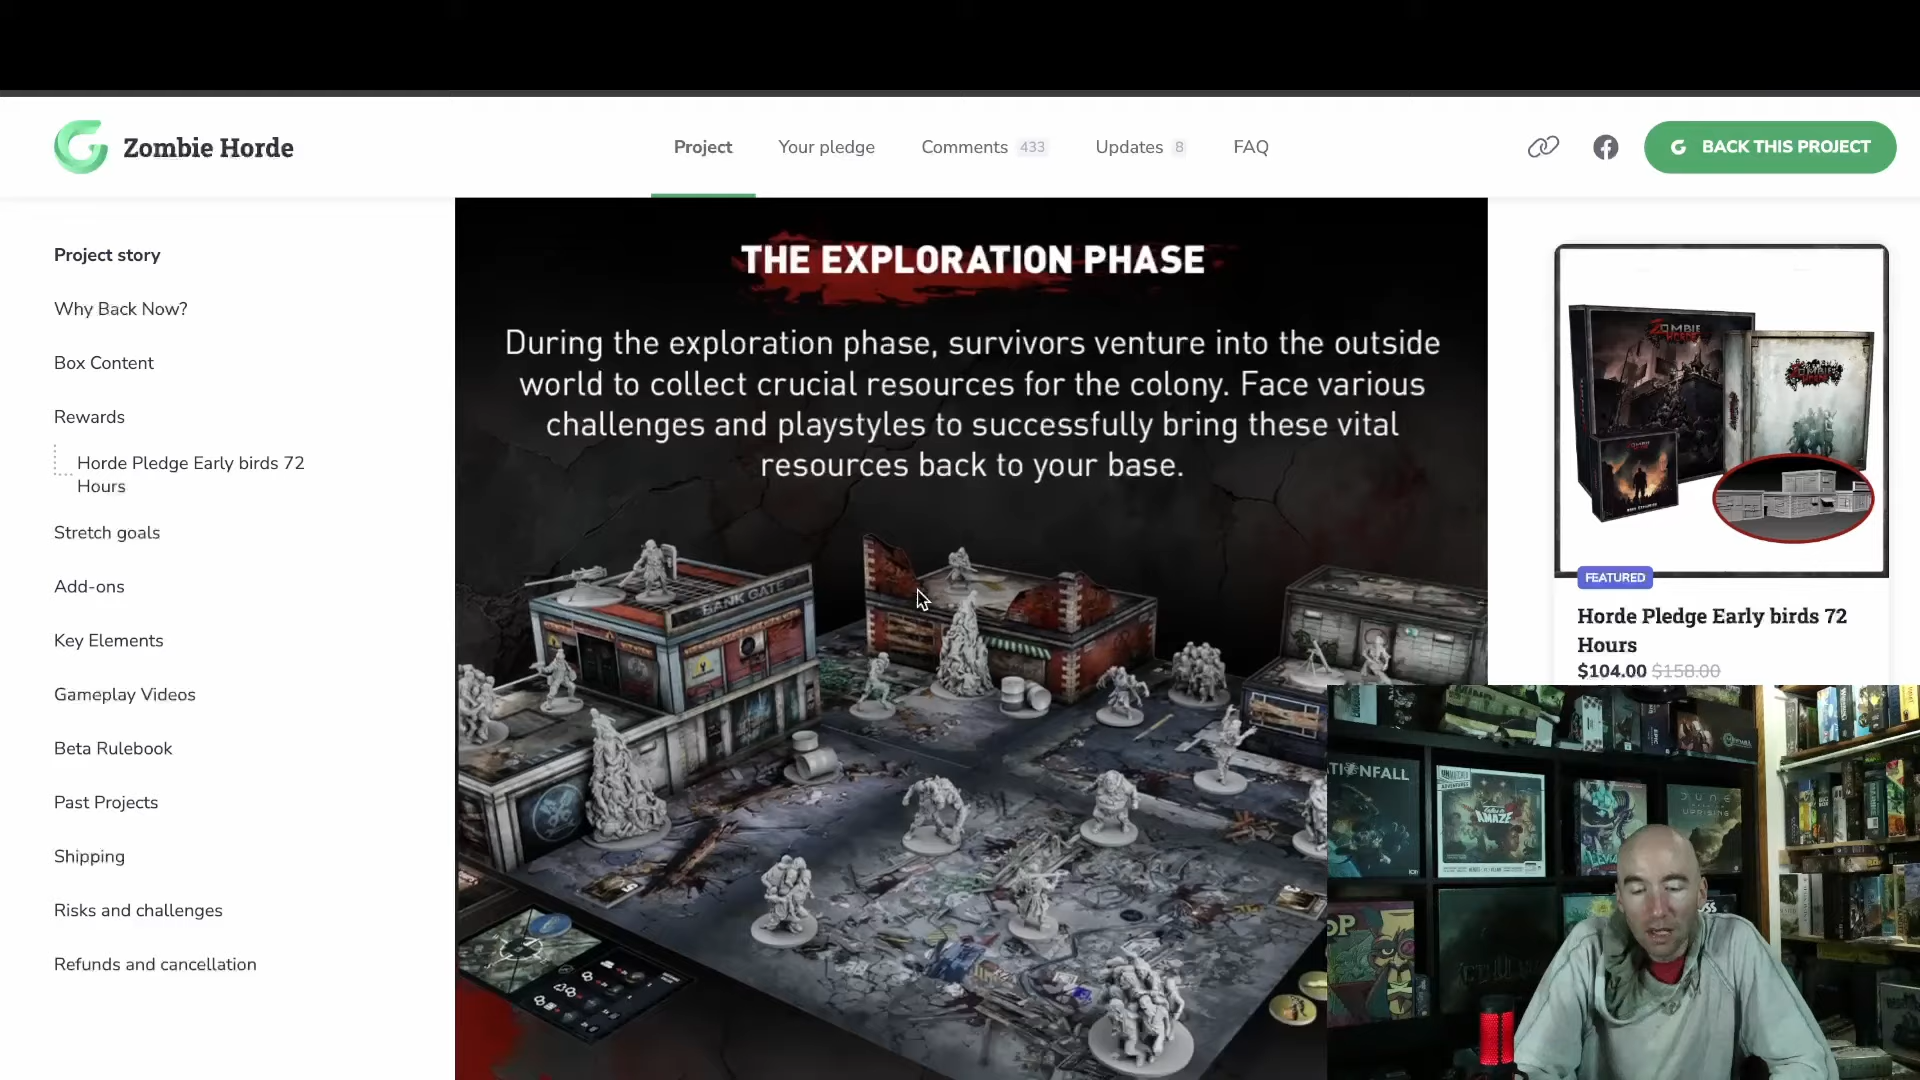 Zombie Horde
Project
Your pledge
Comments 433
Updates 8
FAQ
BACK THIS PROJECT
Project story
Why Back Now?
Box Content
Rewards
Horde Pledge Early birds 72
Hours
Stretch goals
Add-ons
Key Elements
Gameplay Videos
Beta Rulebook
Past Projects
Shipping
Risks and challenges
Refunds and cancellation
THE EXPLORATION PHASE
During the exploration phase, survivors venture into the outside
world to collect crucial resources for the colony. Face various
challenges and playstyles to successfully bring these vital
resources back to your base.
BANK GATE
ZOMBIE
HORDE
FEATURED
Horde Pledge Early birds 72
Hours
$104.00 $158.00
DUNE
UPRISING